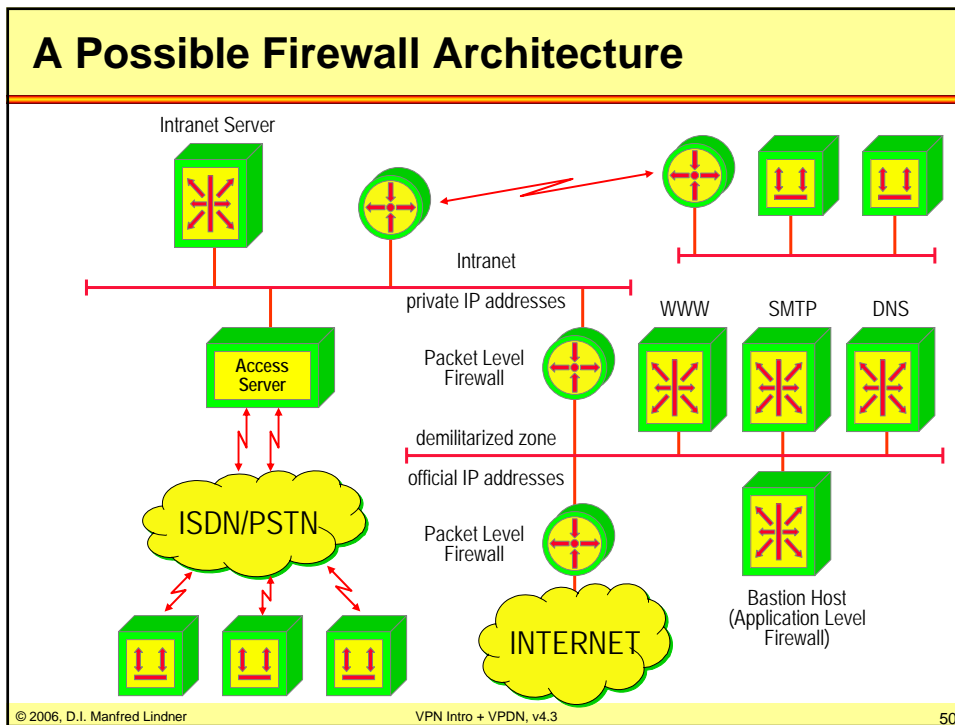 A Possible Firewall Architecture
Intranet Server
Intranet
private IP addresses
WWW
SMTP
DNS
Access
Server
Packet Level
Firewall
demilitarized zone
official IP addresses
ISDN/PSTN
Packet Level
Firewall
Bastion Host
(Application Level
Firewall)
INTERNET
© 2006, D.I. Manfred Lindner
VPN Intro + VPDN, v4.3
50